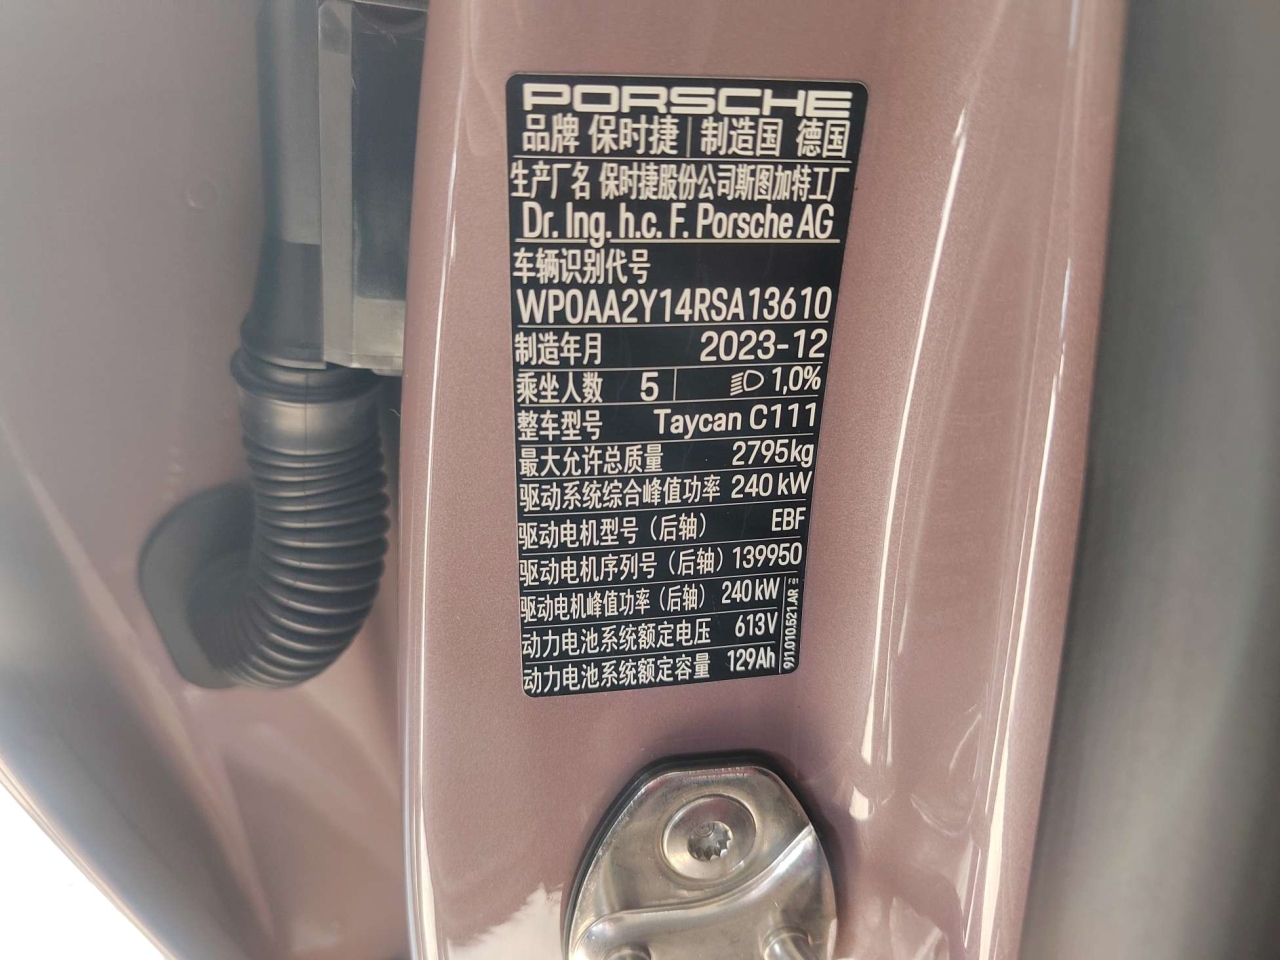 PORSCHE
品牌 保时捷 制造国 德国
生产厂名 保时捷股份公司斯图加特工厂
Dr. Ing. h.c. F. Porsche AG
车辆识别代号
WP0AA2Y14RSA13610
制造年月 2023-12
乘坐人数 5 1,0%
整车型号 Taycan C111
最大允许总质量 2795kg
驱动系统综合峰值功率 240 kW
驱动电机型号（后轴） EBF
驱动电机序列号（后轴） 139950
驱动电机峰值功率（后轴） 240 kW
动力电池系统额定电压 613V
动力电池系统额定容量 129Ah
9J1.010.521.AR F01